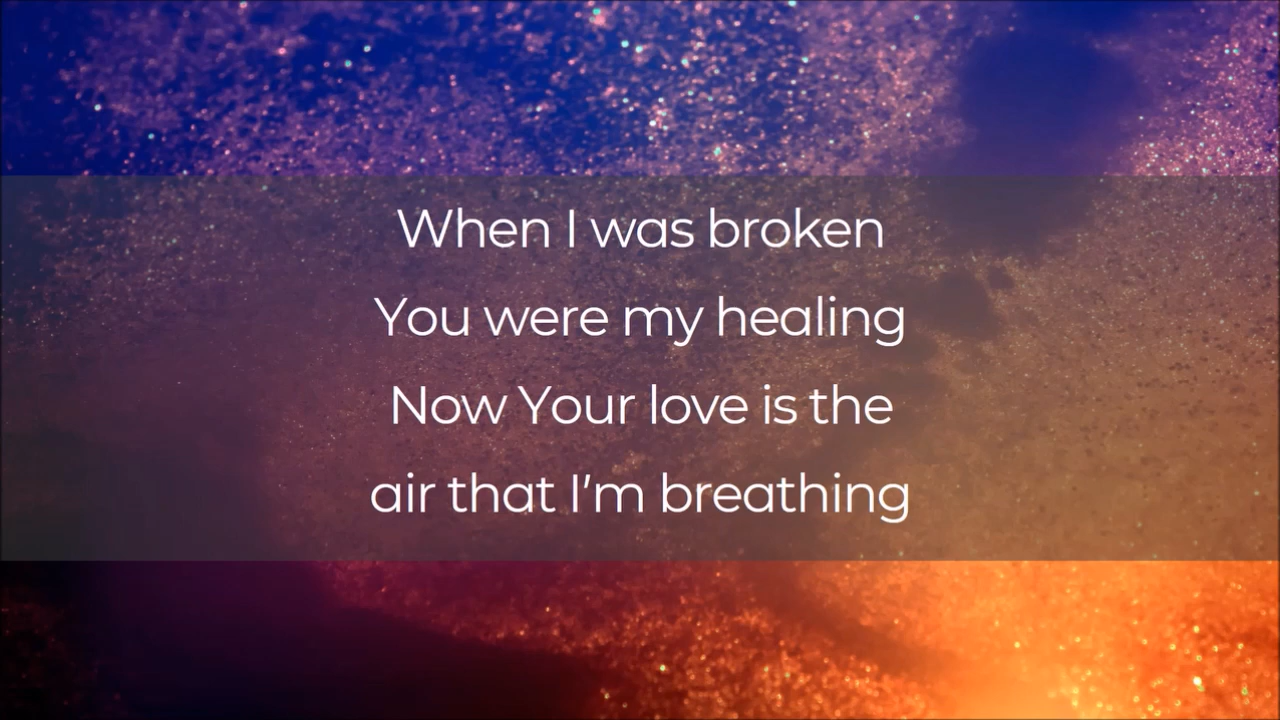 When I was broken
You were my healing
Now Your love is the
air that I'm breathing